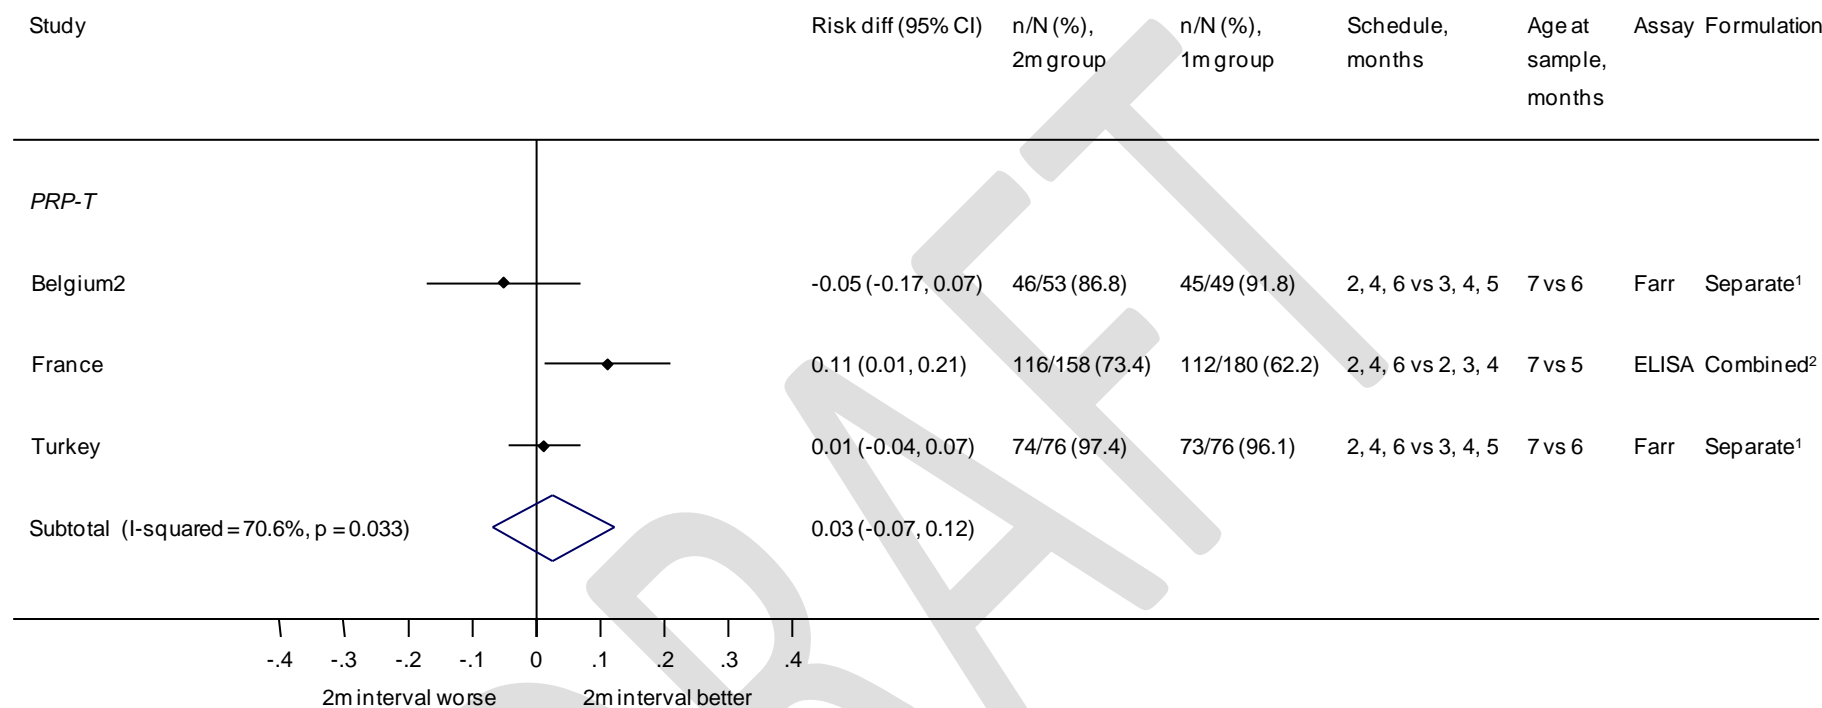 Study Risk diff (95% CI) n/N (%), n/N (%), Schedule, Age at Assay Formulation
2m group 1m group months sample,
months
PRP-T
Belgium2 -0.05 (-0.17, 0.07) 46/53 (86.8) 45/49 (91.8) 2, 4, 6 vs 3, 4, 5 7 vs 6 Farr Separate¹
France 0.11 (0.01, 0.21) 116/158 (73.4) 112/180 (62.2) 2, 4, 6 vs 2, 3, 4 7 vs 5 ELISA Combined²
Turkey 0.01 (-0.04, 0.07) 74/76 (97.4) 73/76 (96.1) 2, 4, 6 vs 3, 4, 5 7 vs 6 Farr Separate¹
Subtotal (I-squared = 70.6%, p = 0.033) 0.03 (-0.07, 0.12)
-.4 -.3 -.2 -.1 0 .1 .2 .3 .4
2m interval worse 2m interval better
DRAFT